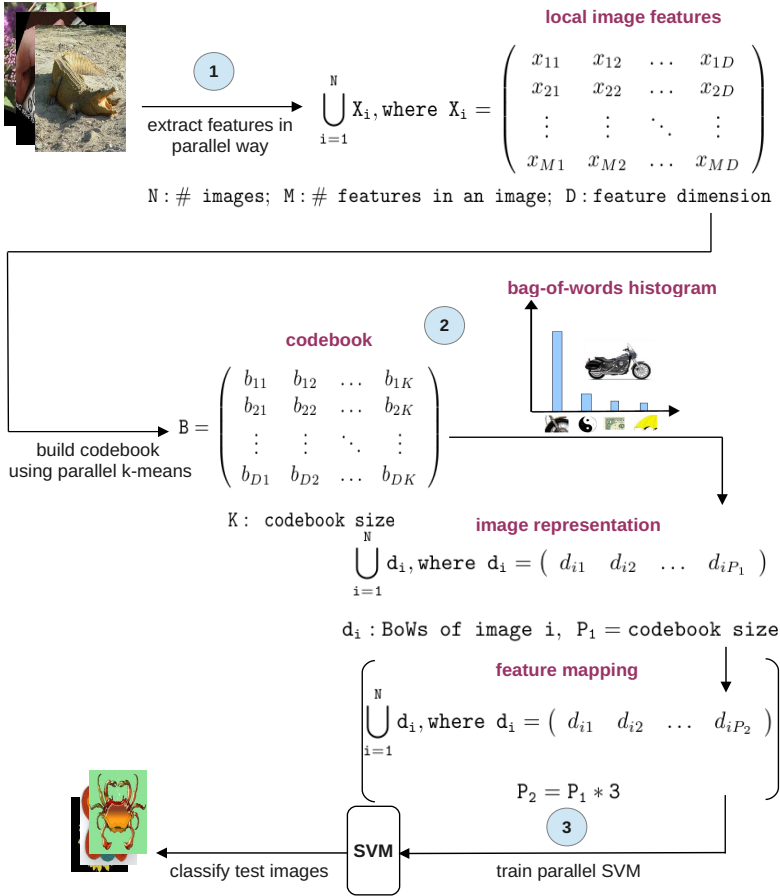 local image features
1
extract features in
parallel way
N
⋃ X_i, where X_i = ( x_11 x_12 … x_1D
x_21 x_22 … x_2D
⋮ ⋮ ⋱ ⋮
x_M1 x_M2 … x_MD )
i=1
N : # images; M : # features in an image; D : feature dimension
bag-of-words histogram
2
codebook
B = ( b_11 b_12 … b_1K
b_21 b_22 … b_2K
⋮ ⋮ ⋱ ⋮
b_D1 b_D2 … b_DK )
build codebook
using parallel k-means
K : codebook size
image representation
N
⋃ d_i, where d_i = ( d_i1 d_i2 … d_iP_1 )
i=1
d_i : BoWs of image i, P_1 = codebook size
feature mapping
N
⋃ d_i, where d_i = ( d_i1 d_i2 … d_iP_2 )
i=1
P_2 = P_1 * 3
3
SVM
classify test images
train parallel SVM